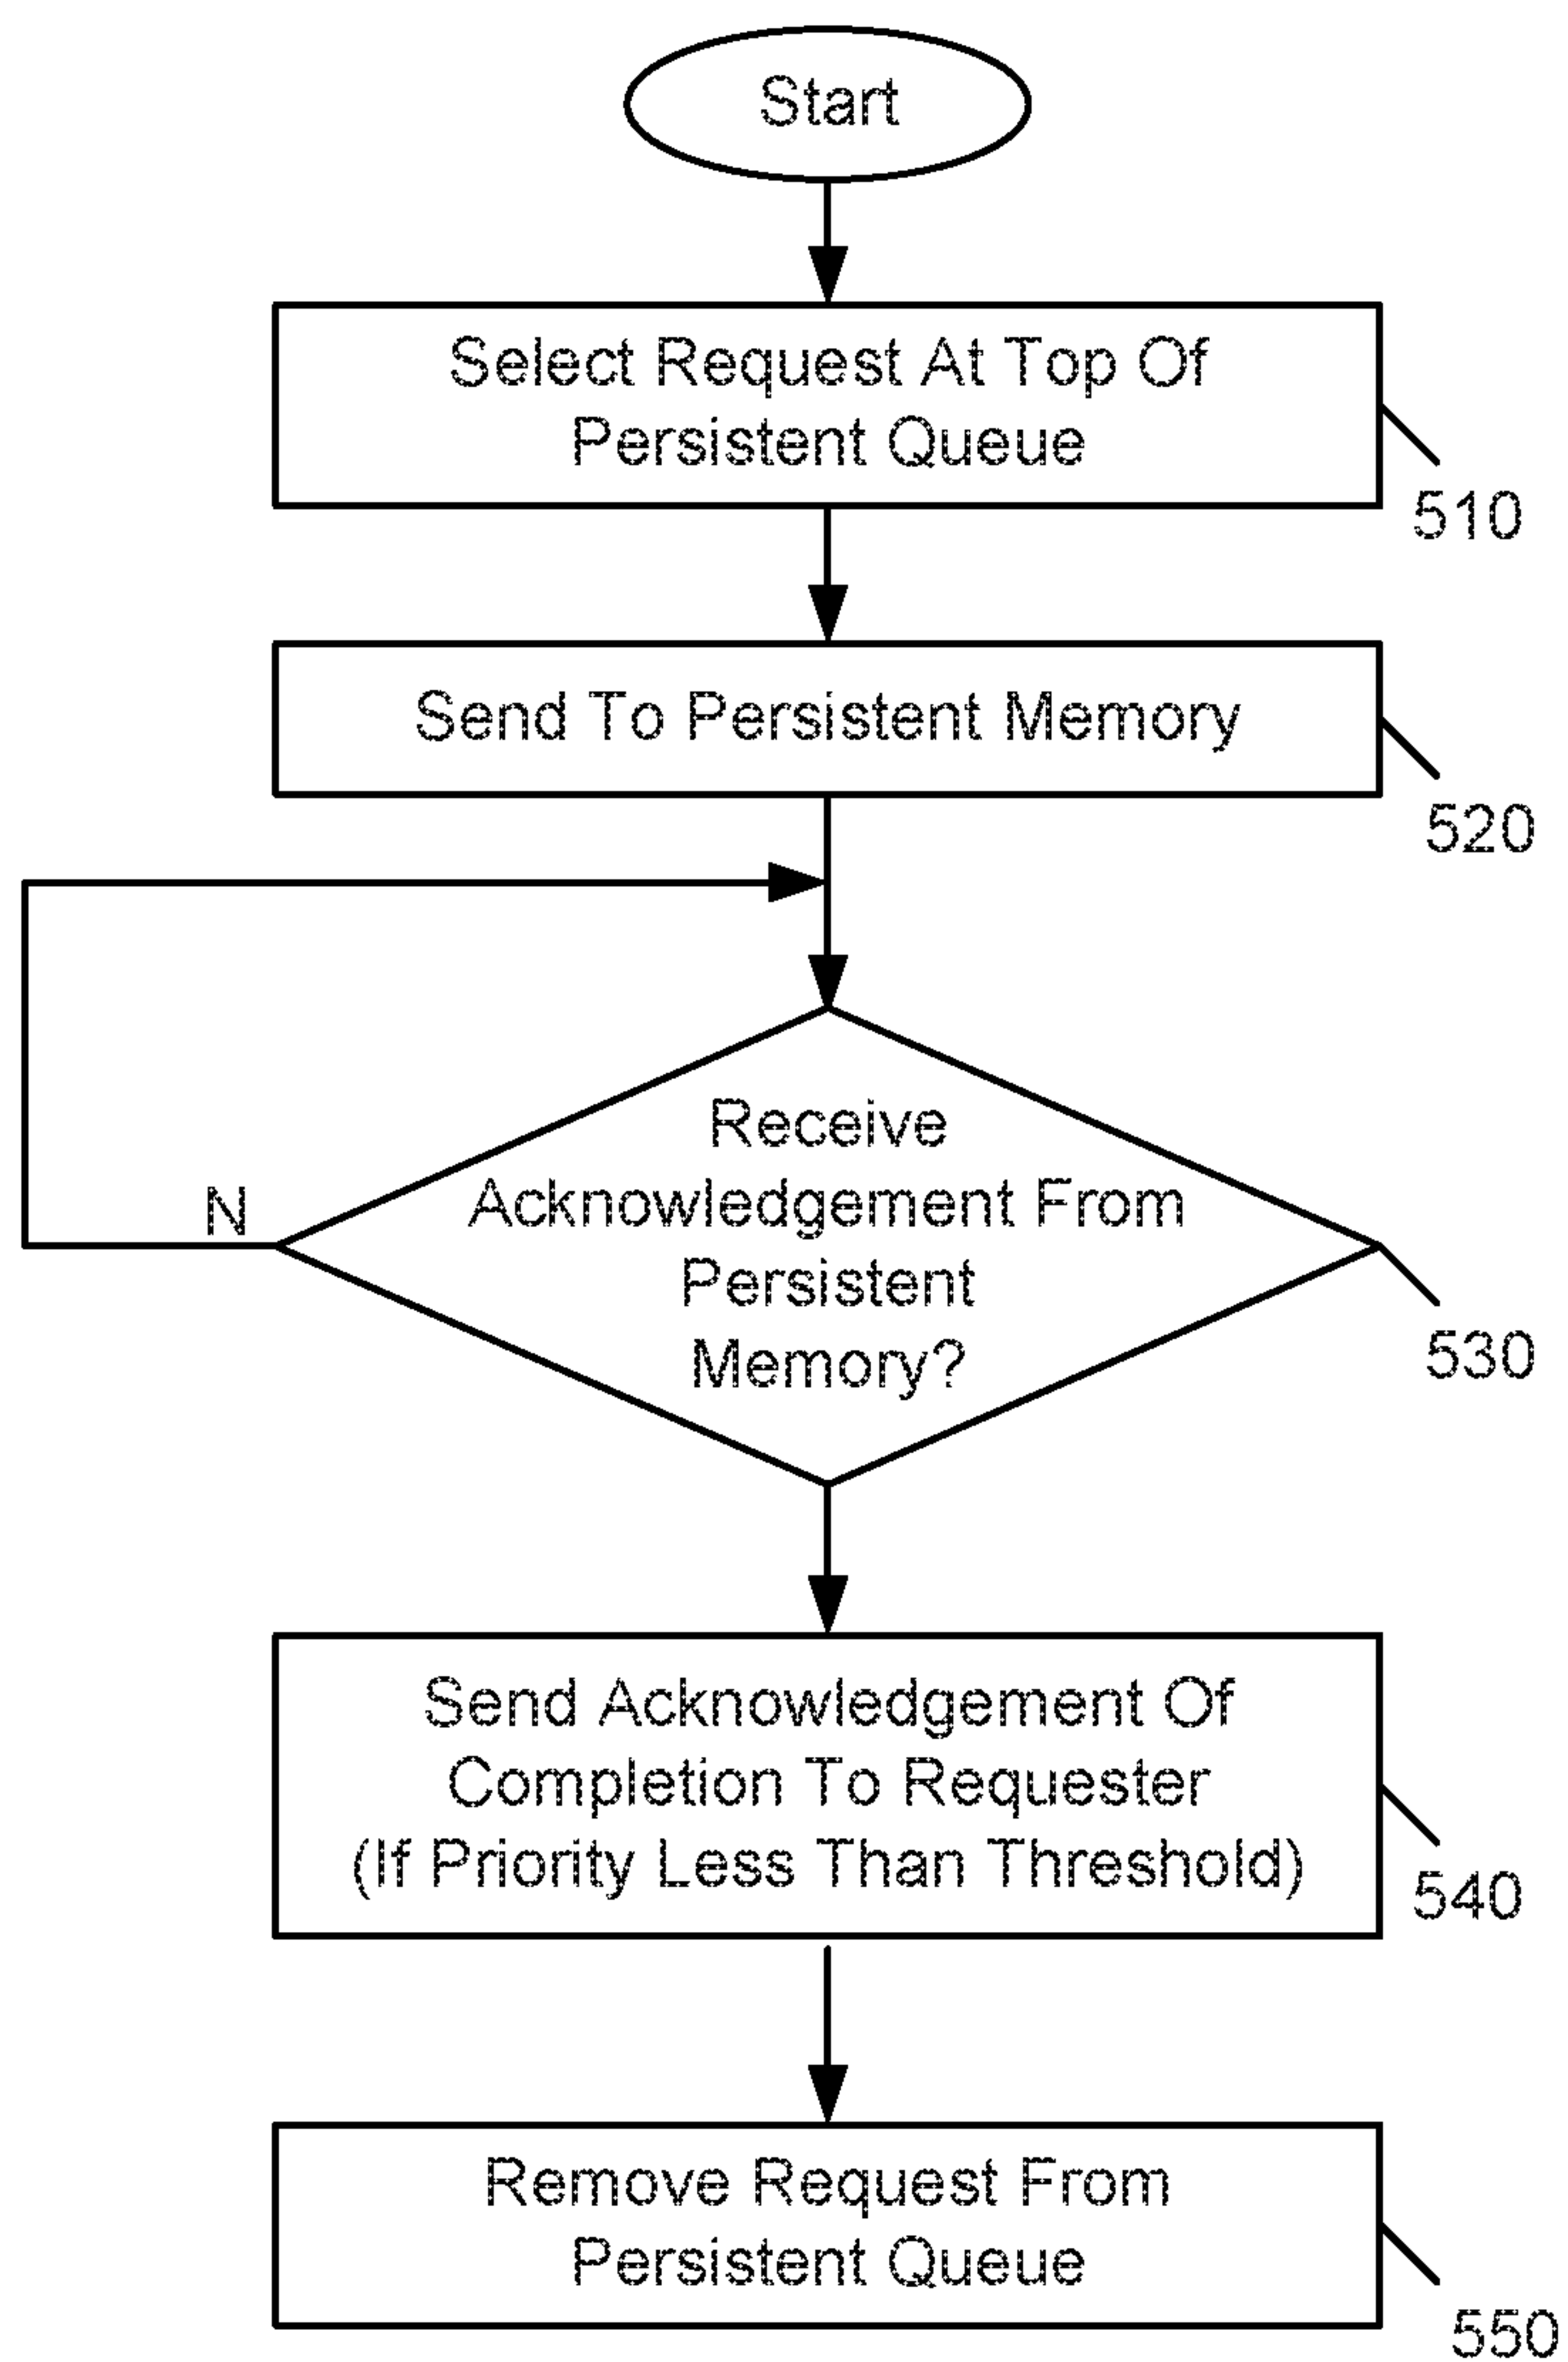 Start
Select Request At Top Of
Persistent Queue
510
Send To Persistent Memory
520
Receive
Acknowledgement From
Persistent
Memory?
N
530
Send Acknowledgement Of
Completion To Requester
(If Priority Less Than Threshold)
540
Remove Request From
Persistent Queue
550